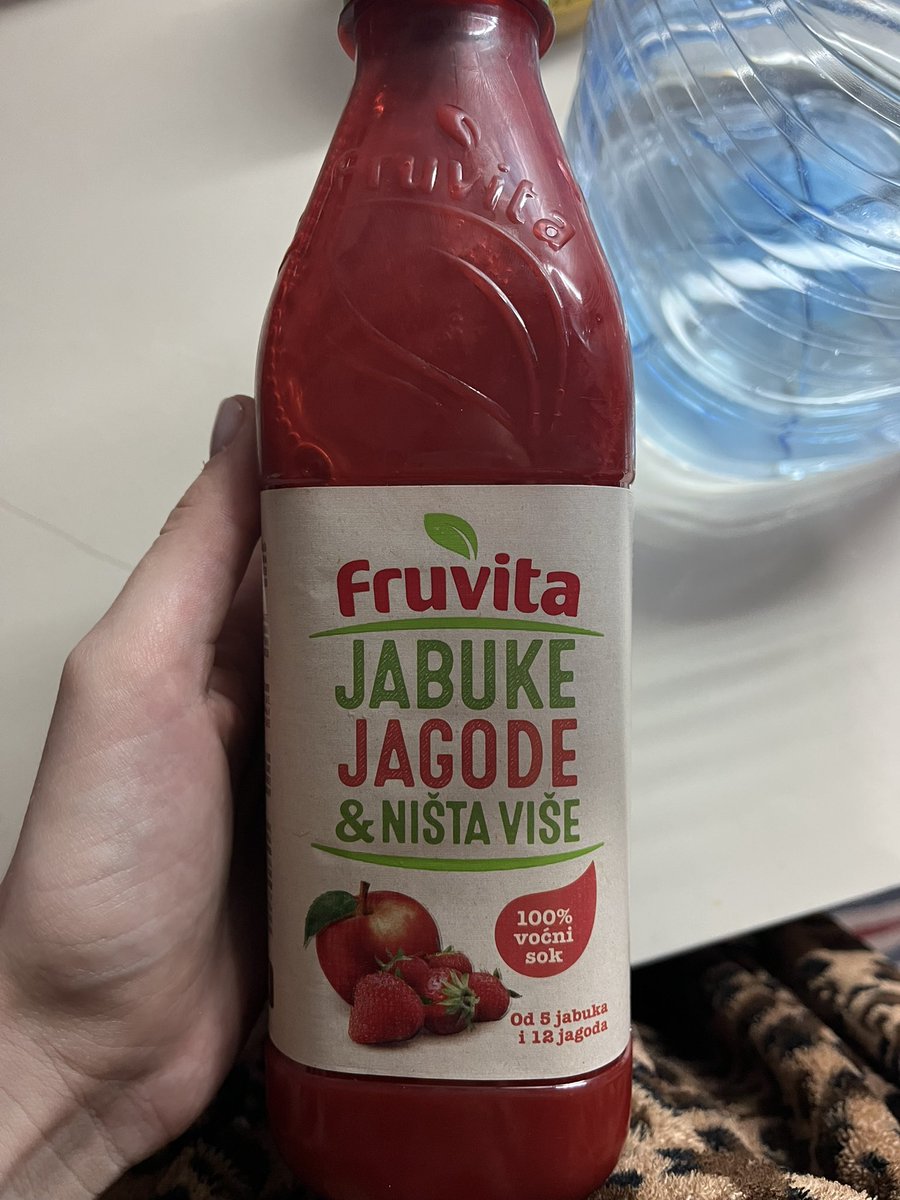 fruvita
fruvita
JABUKE
JAGODE
& NIŠTA VIŠE
100%
voćni
sok
Od 5 jabuka
i 12 jagoda